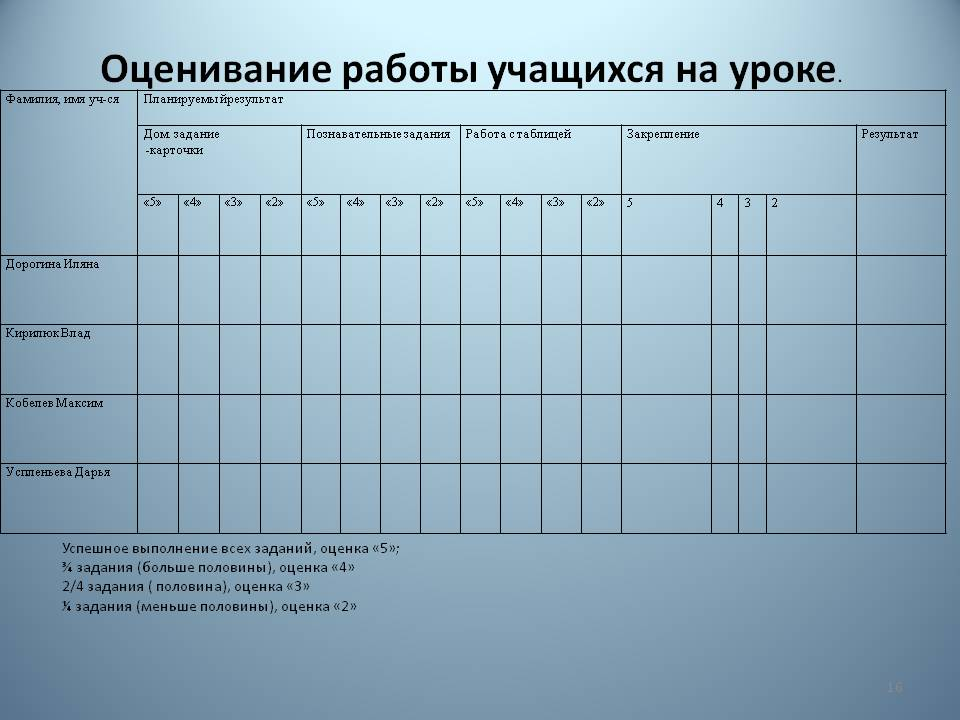 Оценивание работы учащихся на уроке.
Фамилия, имя уч-ся
Планируемыйрезультат
Дом. задание
-карточки
Познавательные задания
Работа с таблицей
Закрепление
Результат
«5» «4» «3» «2» «5» «4» «3» «2» «5» «4» «3» «2» 5 4 3 2
Дорогина Иляна
Кирилюк Влад
Кобелев Максим
Успленьева Дарья
Успешное выполнение всех заданий, оценка «5»;
¾ задания (больше половины), оценка «4»
2/4 задания ( половина), оценка «3»
¼ задания (меньше половины), оценка «2»
16